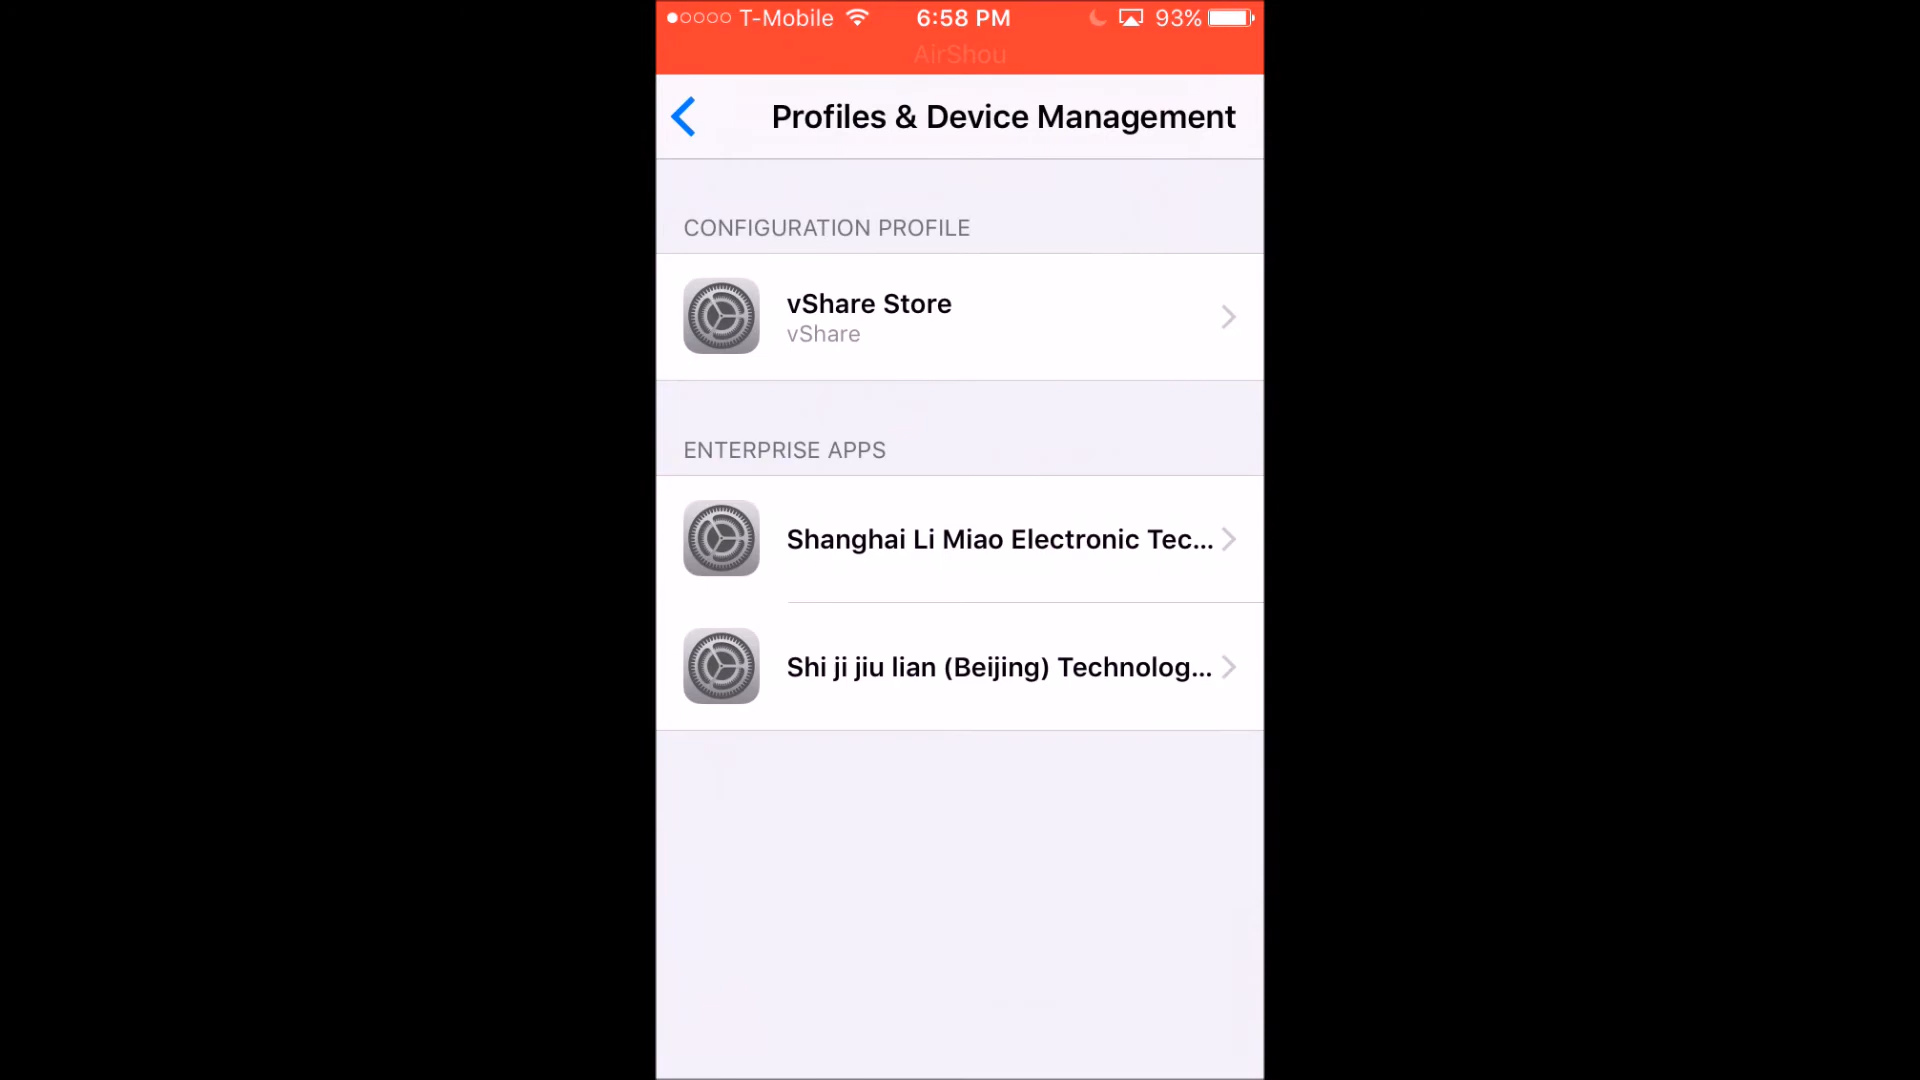 T-Mobile 6:58 PM 93%
AirShou
Profiles & Device Management
CONFIGURATION PROFILE
vShare Store
vShare
ENTERPRISE APPS
Shanghai Li Miao Electronic Tec...
Shi ji jiu lian (Beijing) Technolog...